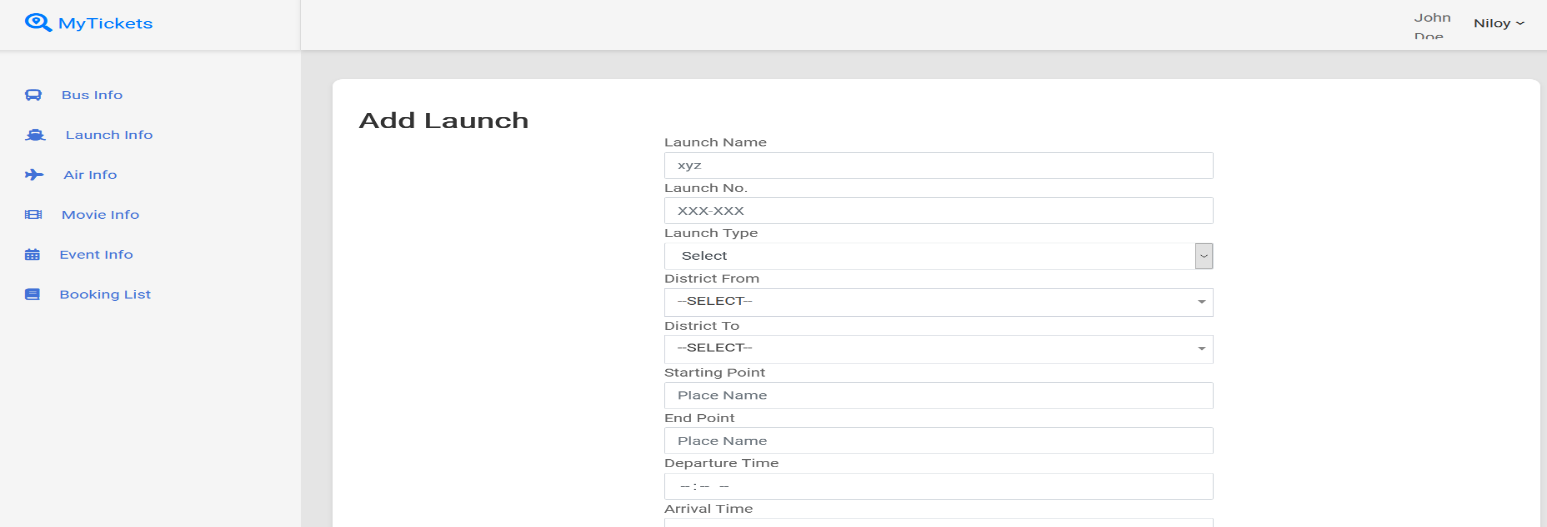 MyTickets
John
Doe
Niloy
Bus Info
Launch Info
Air Info
Movie Info
Event Info
Booking List
Add Launch
Launch Name
xyz
Launch No.
XXX-XXX
Launch Type
Select
District From
--SELECT--
District To
--SELECT--
Starting Point
Place Name
End Point
Place Name
Departure Time
--:-- --
Arrival Time